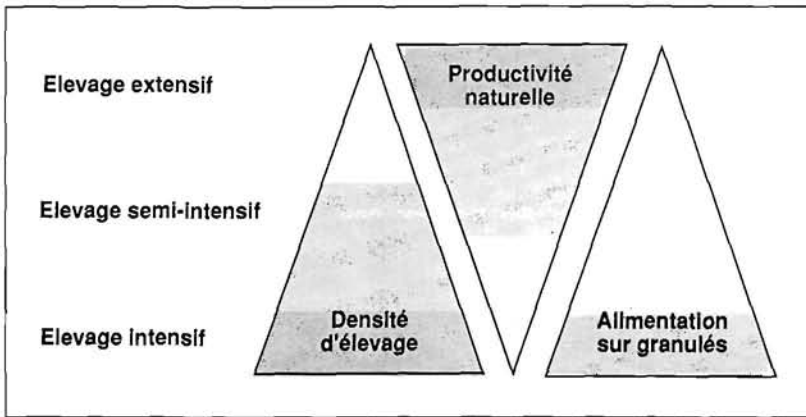 Elevage extensif
Productivité
naturelle
Elevage semi-intensif
Elevage intensif
Densité
d'élevage
Alimentation
sur granulés